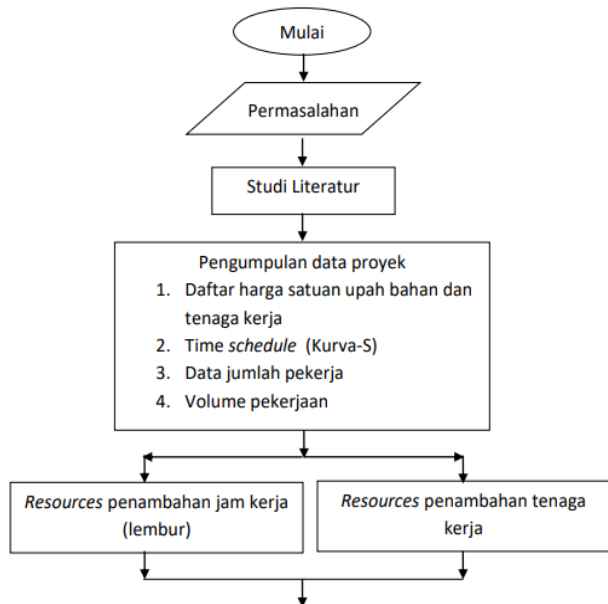 Mulai
Permasalahan
Studi Literatur
Pengumpulan data proyek
1. Daftar harga satuan upah bahan dan
tenaga kerja
2. Time schedule (Kurva-S)
3. Data jumlah pekerja
4. Volume pekerjaan
Resources penambahan jam kerja
(lembur)
Resources penambahan tenaga
kerja